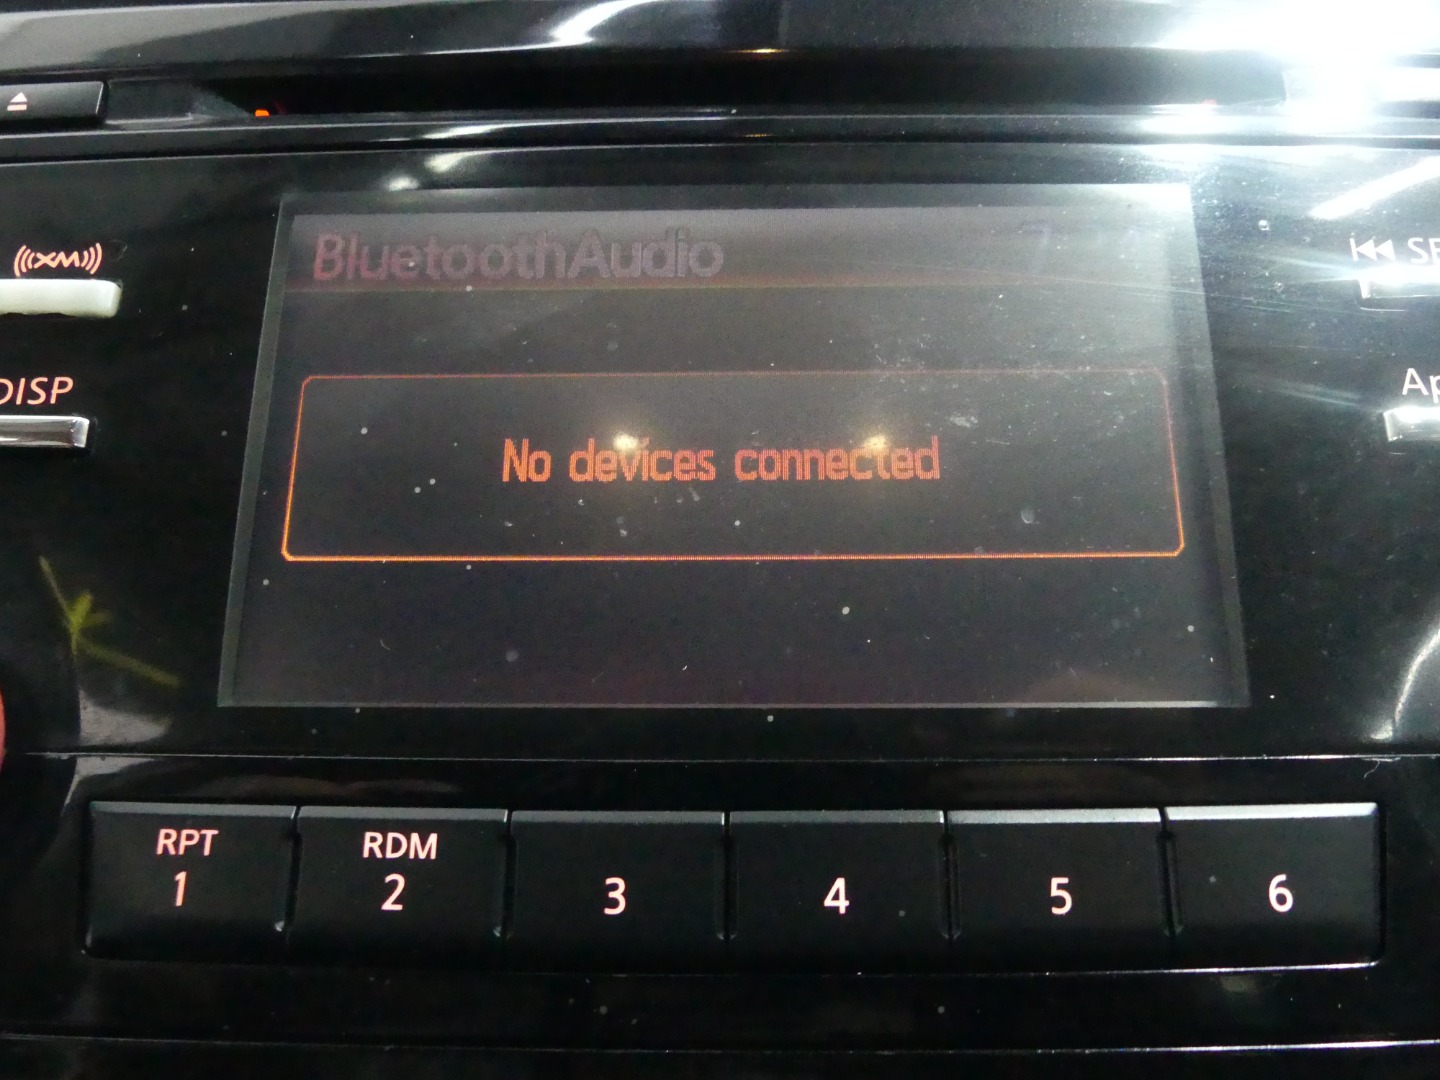 BluetoothAudio
XM
DISP
No devices connected
RPT
1
RDM
2
3
4
5
6